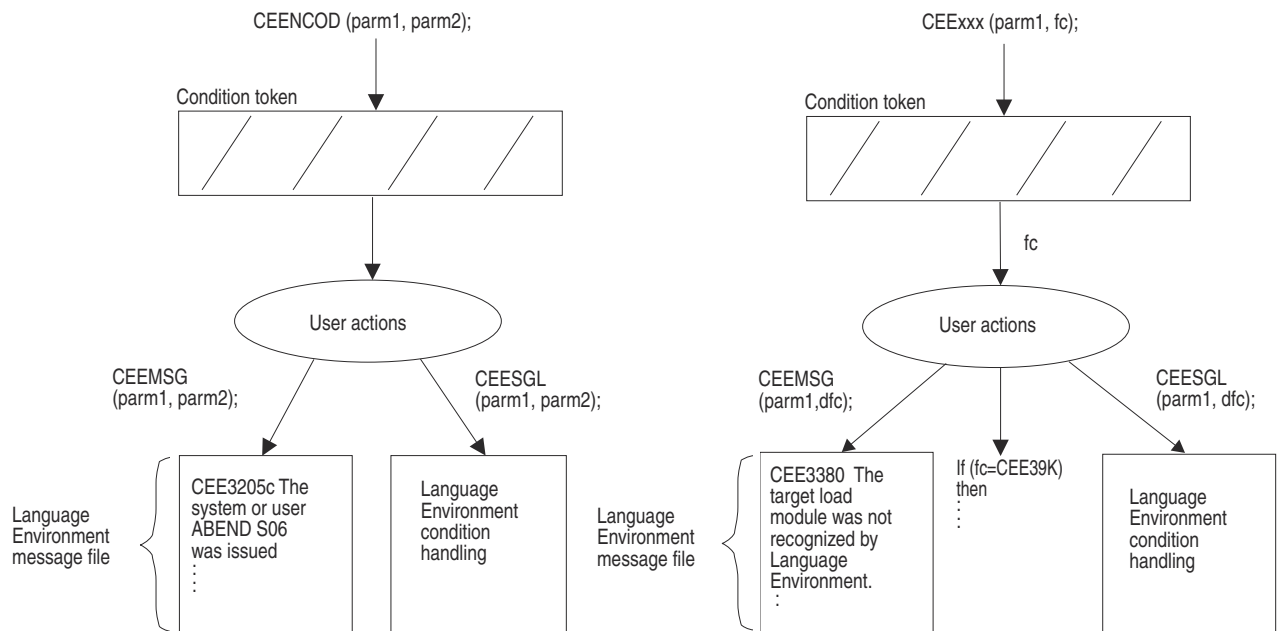 CEENCOD (parm1, parm2);
Condition token
User actions
CEEMSG
(parm1, parm2);
CEESGL
(parm1, parm2);
Language
Environment
message file
CEE3205c The
system or user
ABEND S06
was issued
Language
Environment
condition
handling
CEExxx (parm1, fc);
Condition token
fc
User actions
CEEMSG
(parm1,dfc);
CEESGL
(parm1, dfc);
Language
Environment
message file
CEE3380 The
target load
module was not
recognized by
Language
Environment.
If (fc=CEE39K)
then
Language
Environment
condition
handling